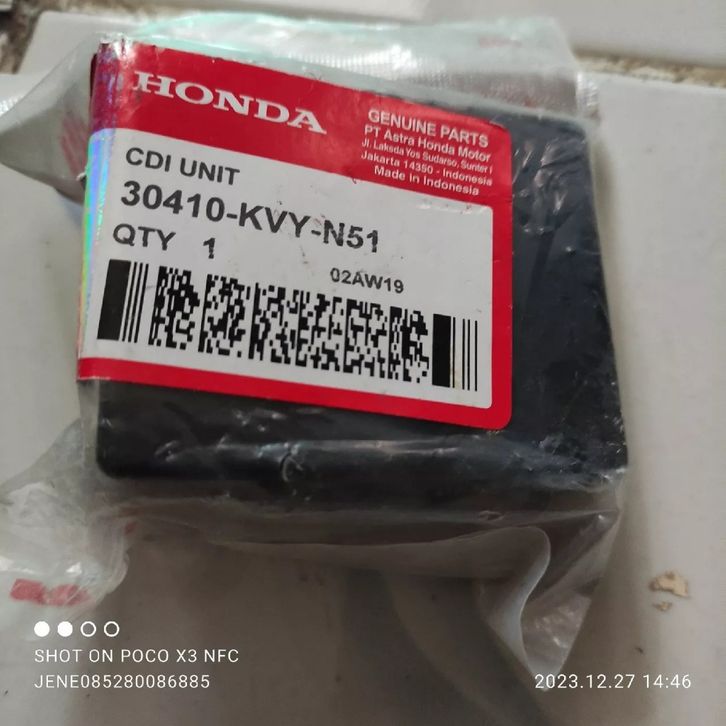 HONDA
GENUINE PARTS
PT Astra Honda Motor
Jl. Laksda Yos Sudarso, Sunter I
Jakarta 14350 - Indonesia
Made in Indonesia
CDI UNIT
30410-KVY-N51
QTY 1
02AW19
SHOT ON POCO X3 NFC
JENE085280086885
2023.12.27 14:46